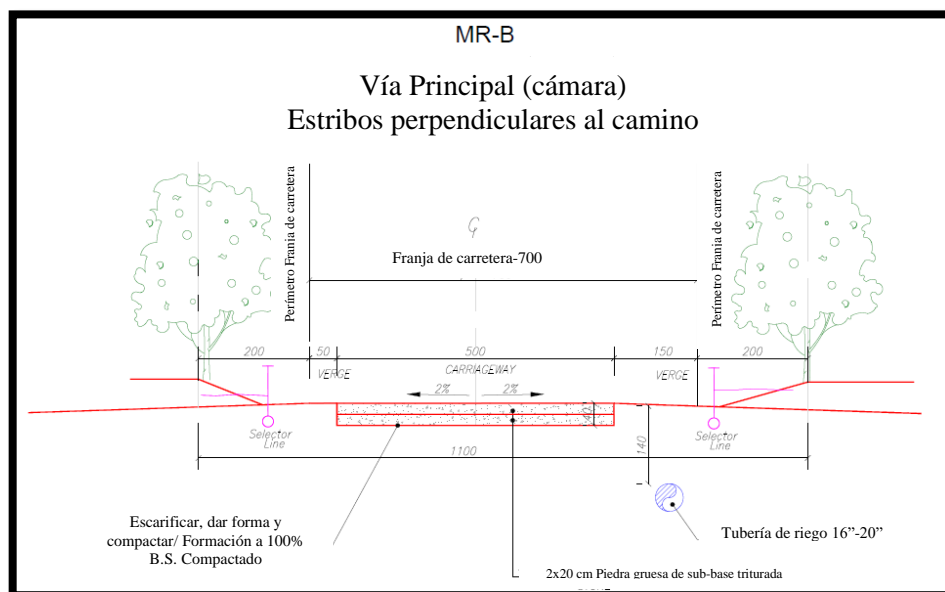 MR-B
Vía Principal (cámara)
Estribos perpendiculares al camino
Perímetro Frania de carretera
Perímetro Frania de carretera
Franja de carretera-700
200
50
500
150
200
VERGE
CARRIAGEWAY
VERGE
2%
2%
40
Selector
Line
Selector
Line
1100
140
Escarificar, dar forma y
compactar/ Formación a 100%
B.S. Compactado
Tubería de riego 16”-20”
2x20 cm Piedra gruesa de sub-base triturada